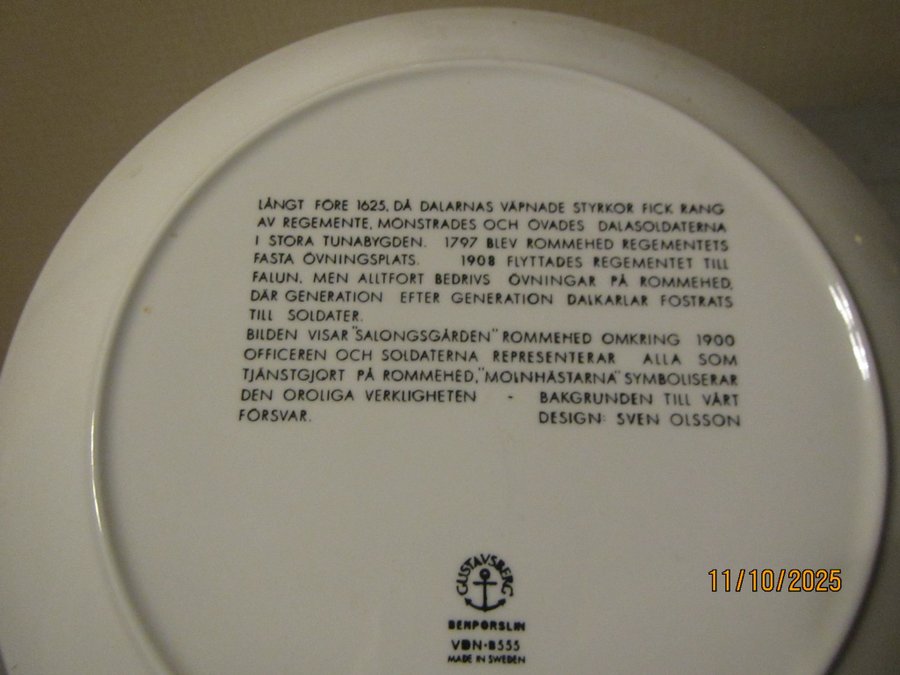 LÅNGT FÖRE 1625, DÅ DALARNAS VÄPNADE STYRKOR FICK RANG
AV REGEMENTE, MÖNSTRADES OCH ÖVADES DALASOLDATERNA
I STORA TUNABYGDEN. 1797 BLEV ROMMEHED REGEMENTETS
FASTA ÖVNINGSPLATS. 1908 FLYTTADES REGEMENTET TILL
FALUN, MEN ALLTFORT BEDRIVS ÖVNINGAR PÅ ROMMEHED,
DÄR GENERATION EFTER GENERATION DALKARLAR FOSTRATS
TILL SOLDATER.
BILDEN VISAR "SALONGSGÅRDEN" ROMMEHED OMKRING 1900
OFFICEREN OCH SOLDATERNA REPRESENTERAR ALLA SOM
TJÄNSTGJORT PÅ ROMMEHED, "MOLNHÄSTARNA" SYMBOLISERAR
DEN OROLIGA VERKLIGHETEN - BAKGRUNDEN TILL VÅRT
FÖRSVAR. DESIGN: SVEN OLSSON
GUSTAVSBERG
BENPORSLIN
VDN-B555
MADE IN SWEDEN
11/10/2025